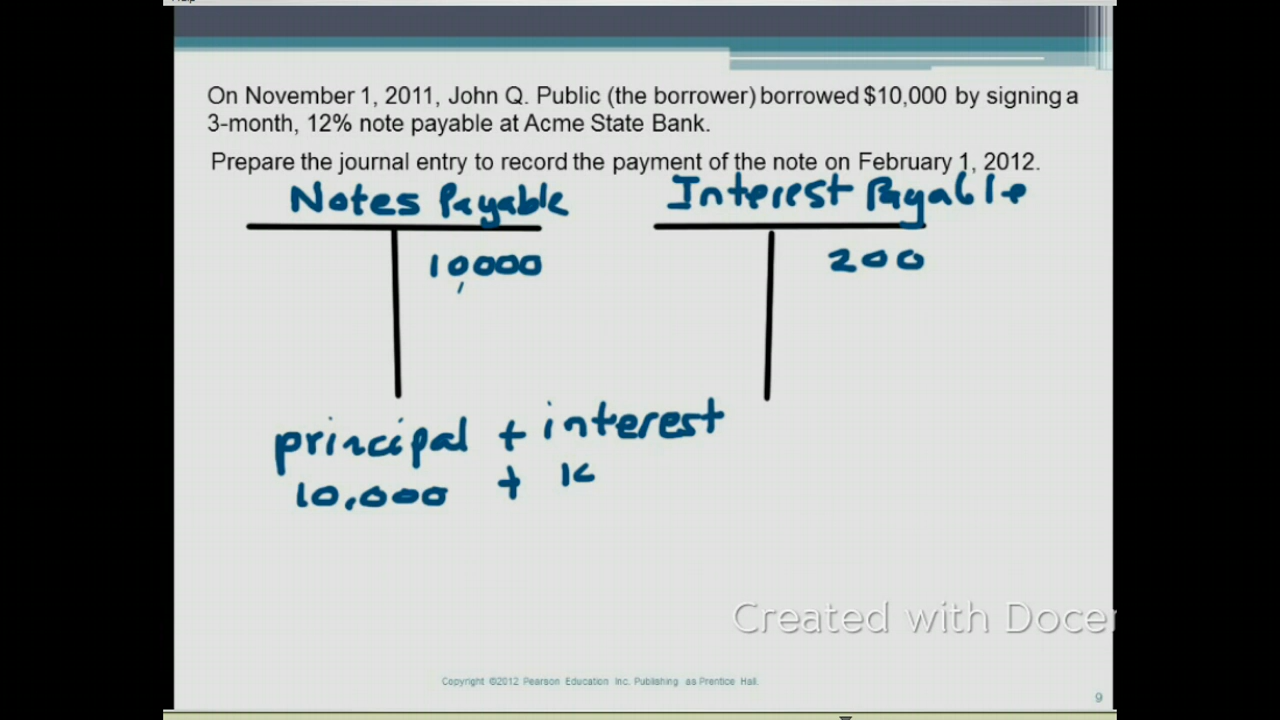 On November 1, 2011, John Q. Public (the borrower) borrowed $10,000 by signing a
3-month, 12% note payable at Acme State Bank.
Prepare the journal entry to record the payment of the note on February 1, 2012.
Notes Payable
Interest Payable
10,000
200
principal + interest
10,000 + 10
Created with Docer
Copyright ©2012 Pearson Education Inc. Publishing as Prentice Hall.
9